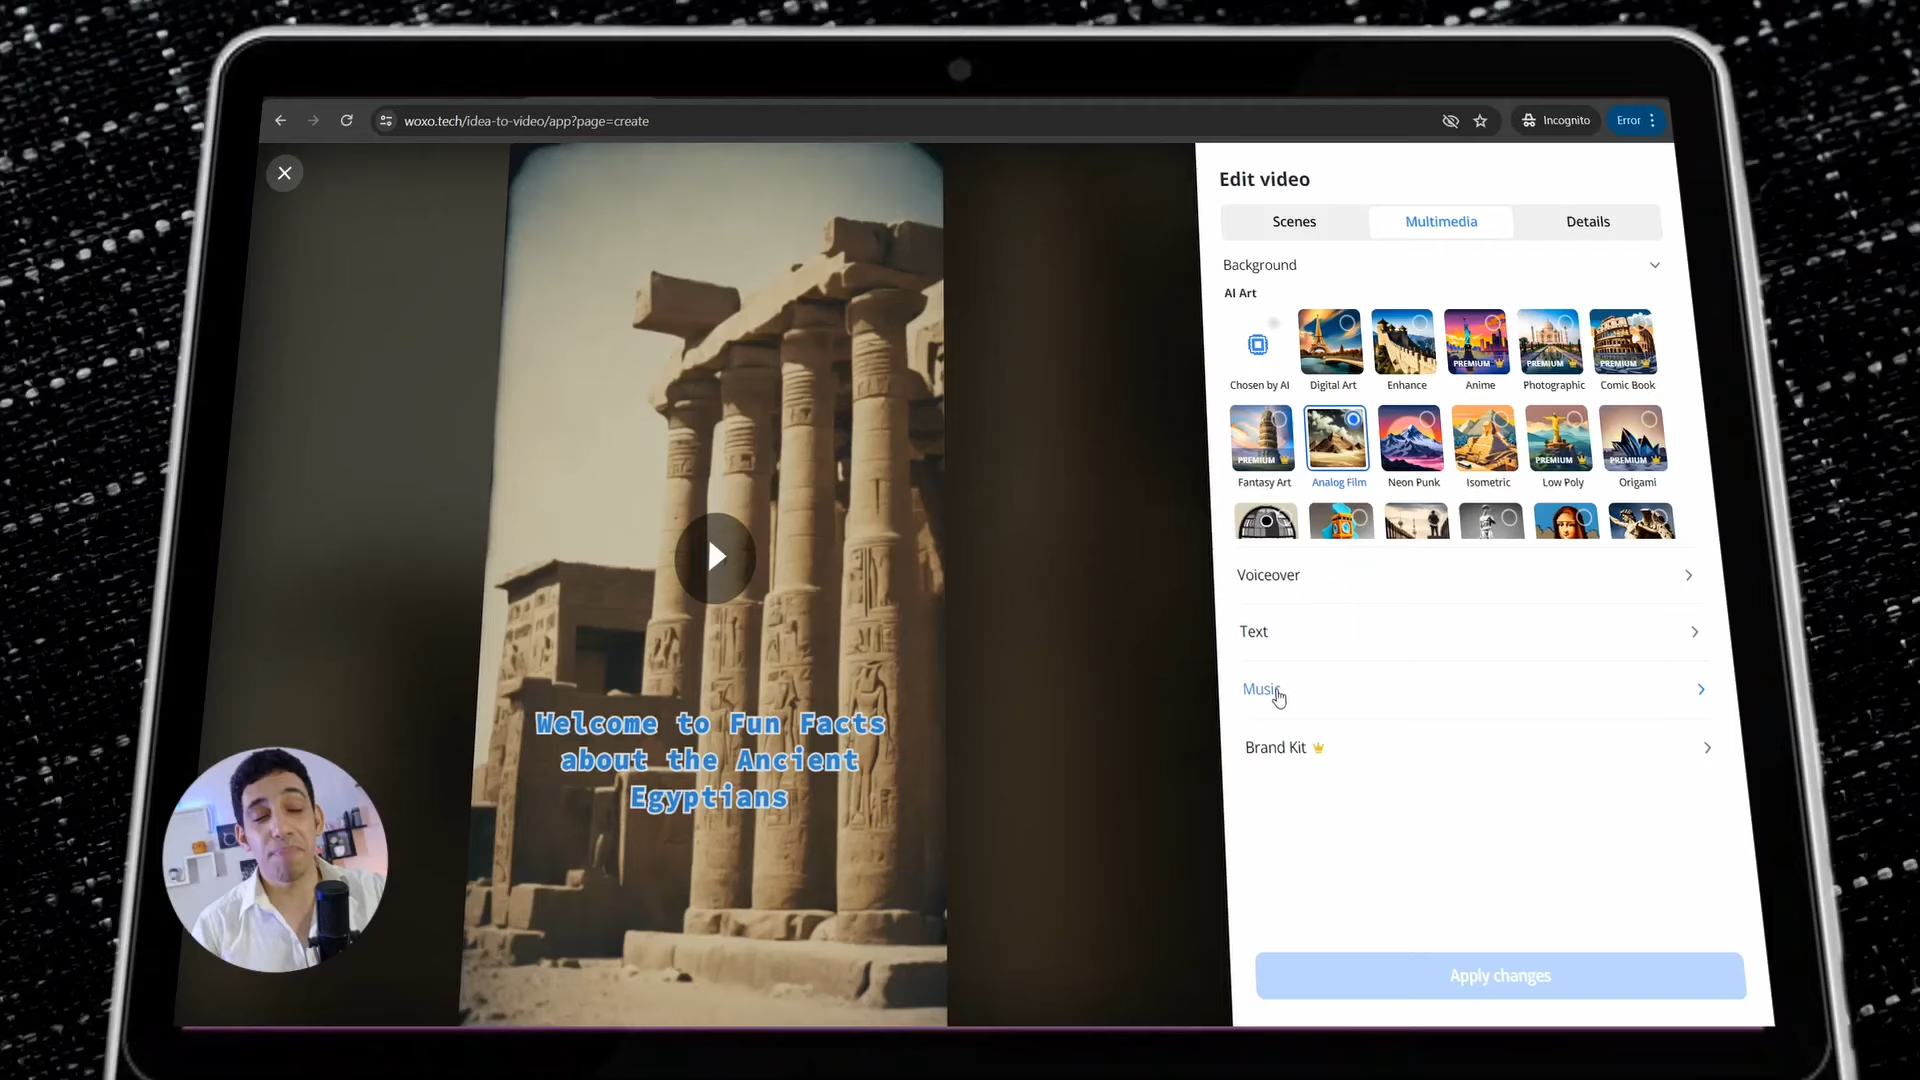 woxo.tech/idea-to-video/app?page=create
Incognito
Error
Edit video
Scenes
Multimedia
Details
Background
AI Art
PREMIUM
PREMIUM
PREMIUM
Chosen by AI
Digital Art
Enhance
Anime
Photographic
Comic Book
PREMIUM
PREMIUM
PREMIUM
Fantasy Art
Analog Film
Neon Punk
Isometric
Low Poly
Origami
Voiceover
Text
Music
Brand Kit
Apply changes
Welcome to Fun Facts
about the Ancient
Egyptians